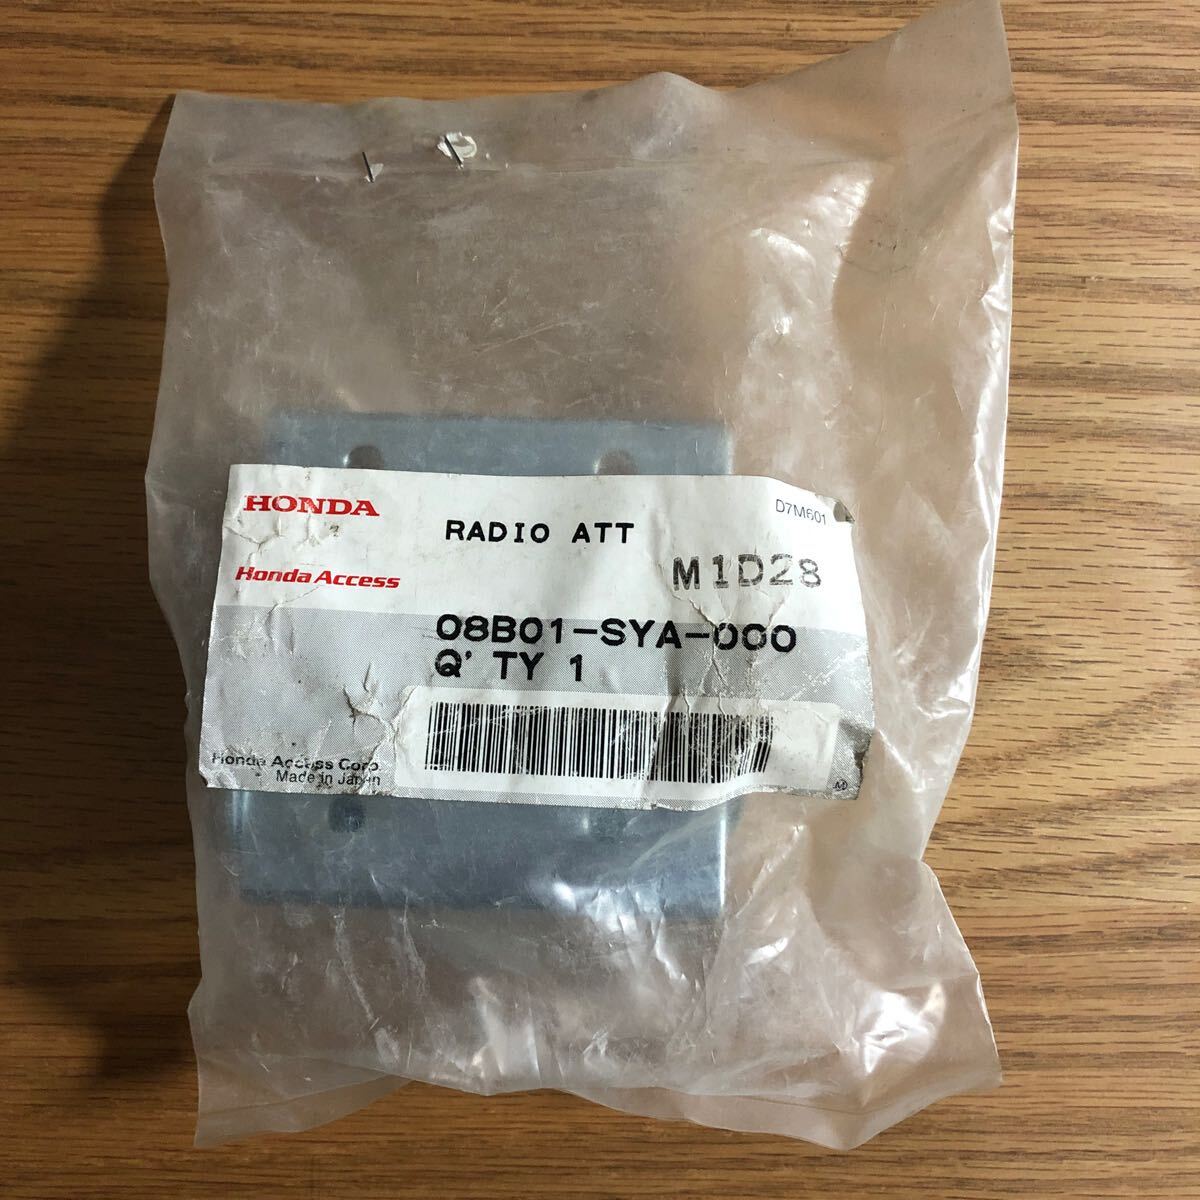 HONDA
RADIO ATT
D7M601
Honda Access
M1D28
08B01-SYA-000
Q' TY 1
Honda Access Corp.
Made in Japan
M